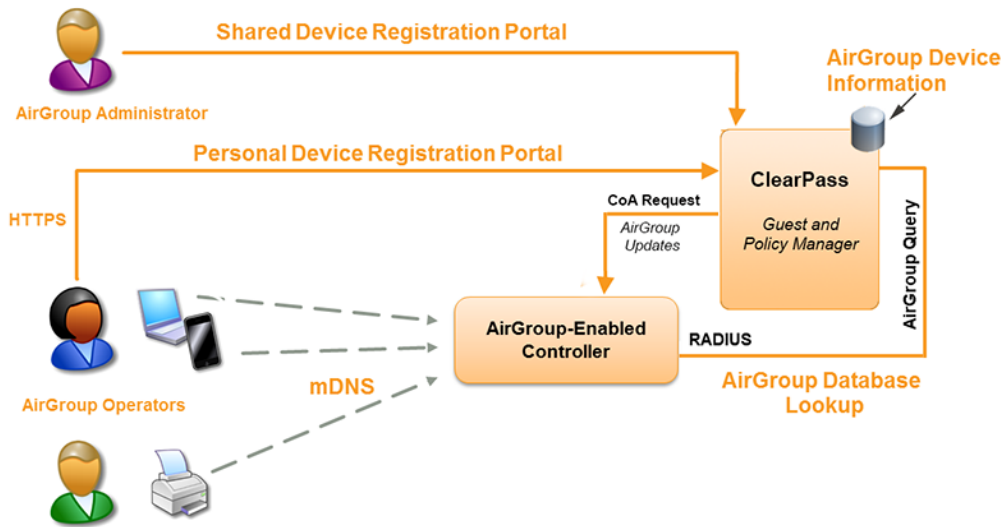 Shared Device Registration Portal
AirGroup Device
Information
AirGroup Administrator
Personal Device Registration Portal
ClearPass
Guest and
Policy Manager
CoA Request
AirGroup
Updates
HTTPS
AirGroup Query
AirGroup-Enabled
Controller
RADIUS
mDNS
AirGroup Database
Lookup
AirGroup Operators